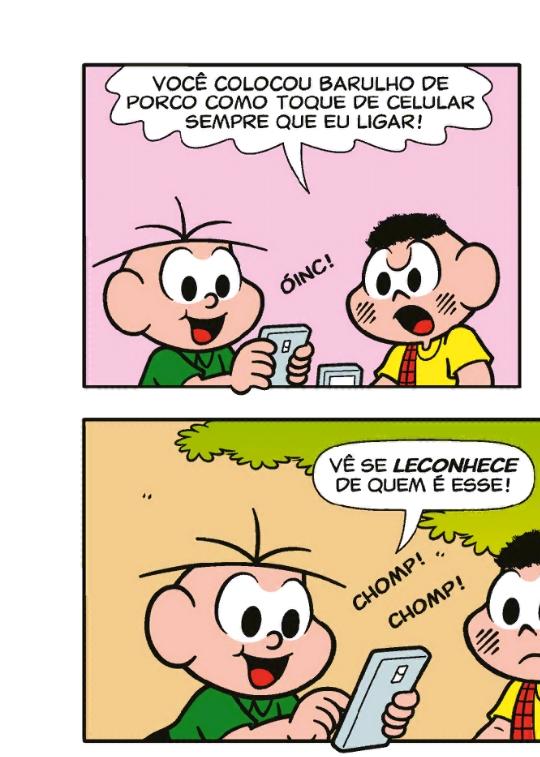 VOCÊ COLOCOU BARULHO DE
PORCO COMO TOQUE DE CELULAR
SEMPRE QUE EU LIGAR!
ÓINC!
VÊ SE LECONHECE
DE QUEM É ESSE!
CHOMP!
CHOMP!